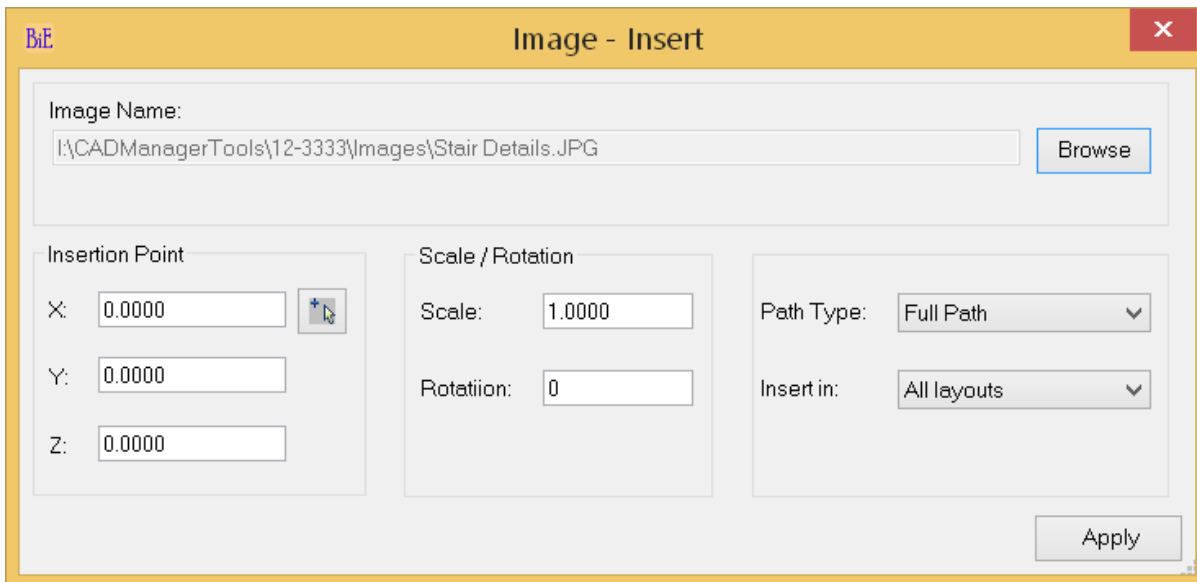 BiE
Image - Insert
Image Name:
I:\CADManagerTools\12-3333\Images\Stair Details.JPG
Browse
Insertion Point
X:
0.0000
Y:
0.0000
Z:
0.0000
Scale / Rotation
Scale:
1.0000
Rotatiion:
0
Path Type:
Full Path
Insert in:
All layouts
Apply